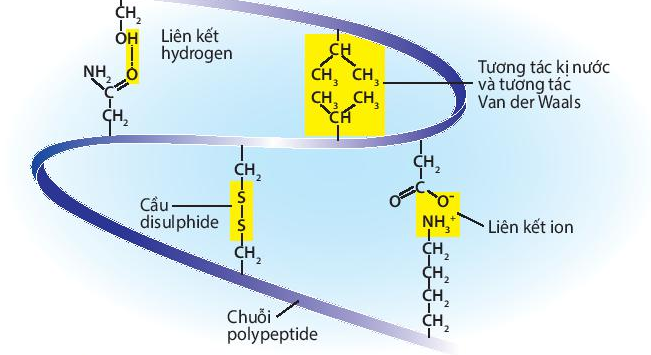 CH₂
OH
Liên kết
hydrogen
O
NH₂
C
CH₂
CH
CH₃ CH₃
CH₃ CH₃
CH
Tương tác kị nước
và tương tác
Van der Waals
CH₂
S
S
CH₂
Cầu
disulphide
CH₂
C
O O⁻
NH₃⁺
Liên kết ion
CH₂
CH₂
CH₂
CH₂
Chuỗi
polypeptide